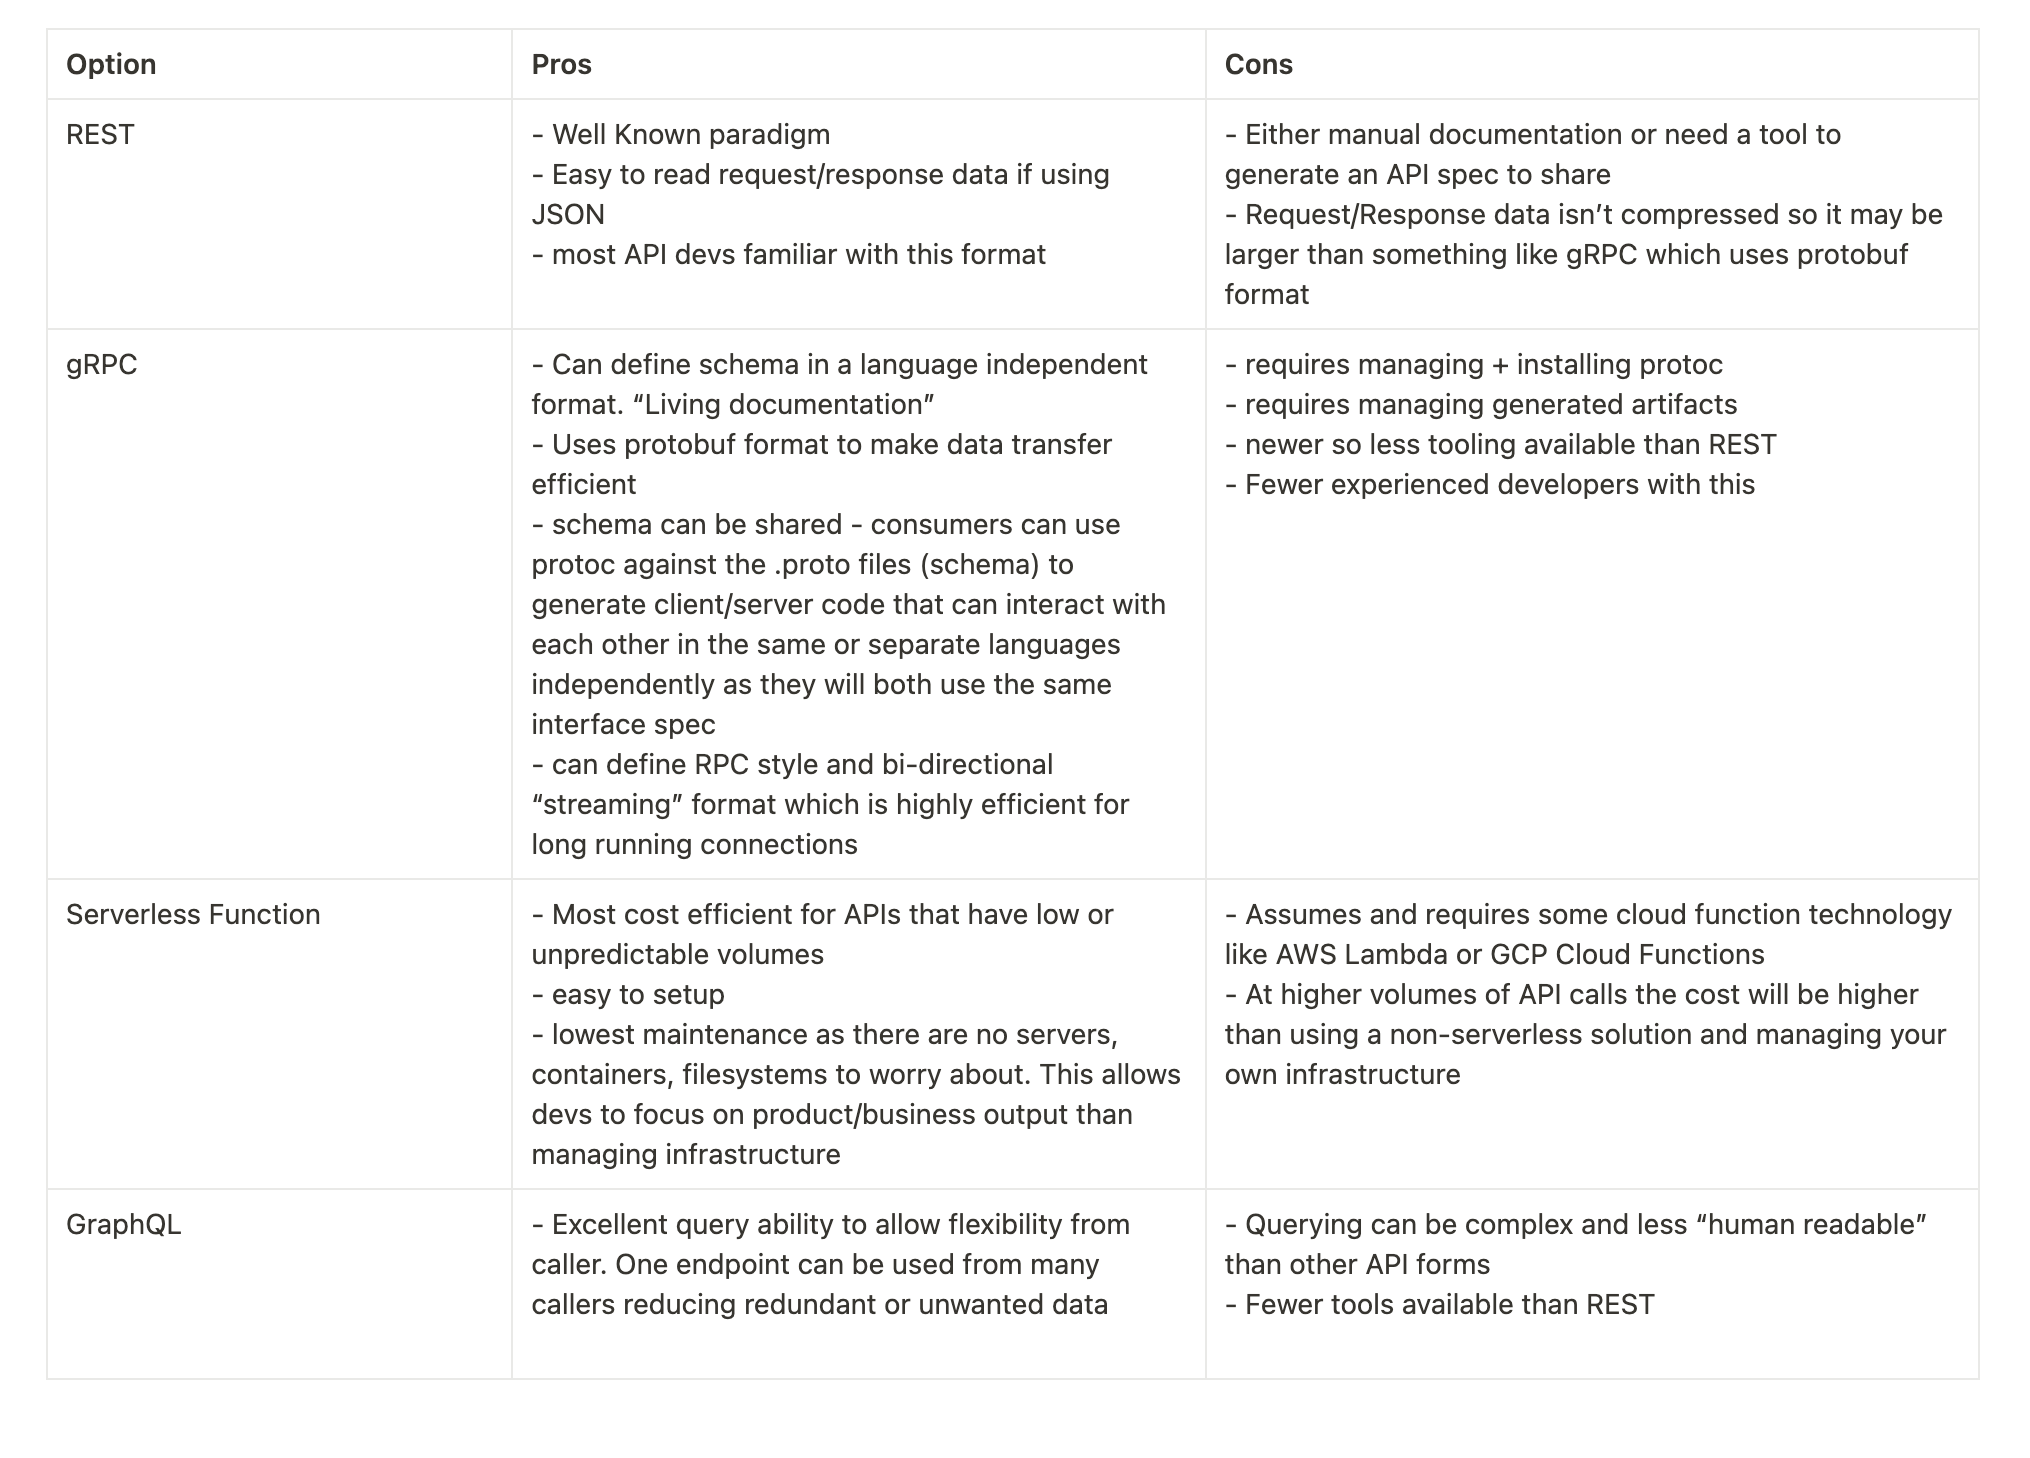 Option
Pros
Cons
REST
- Well Known paradigm
- Easy to read request/response data if using
JSON
- most API devs familiar with this format
- Either manual documentation or need a tool to
generate an API spec to share
- Request/Response data isn’t compressed so it may be
larger than something like gRPC which uses protobuf
format
gRPC
- Can define schema in a language independent
format. “Living documentation”
- Uses protobuf format to make data transfer
efficient
- schema can be shared - consumers can use
protoc against the .proto files (schema) to
generate client/server code that can interact with
each other in the same or separate languages
independently as they will both use the same
interface spec
- can define RPC style and bi-directional
“streaming” format which is highly efficient for
long running connections
- requires managing + installing protoc
- requires managing generated artifacts
- newer so less tooling available than REST
- Fewer experienced developers with this
Serverless Function
- Most cost efficient for APIs that have low or
unpredictable volumes
- easy to setup
- lowest maintenance as there are no servers,
containers, filesystems to worry about. This allows
devs to focus on product/business output than
managing infrastructure
- Assumes and requires some cloud function technology
like AWS Lambda or GCP Cloud Functions
- At higher volumes of API calls the cost will be higher
than using a non-serverless solution and managing your
own infrastructure
GraphQL
- Excellent query ability to allow flexibility from
caller. One endpoint can be used from many
callers reducing redundant or unwanted data
- Querying can be complex and less “human readable”
than other API forms
- Fewer tools available than REST